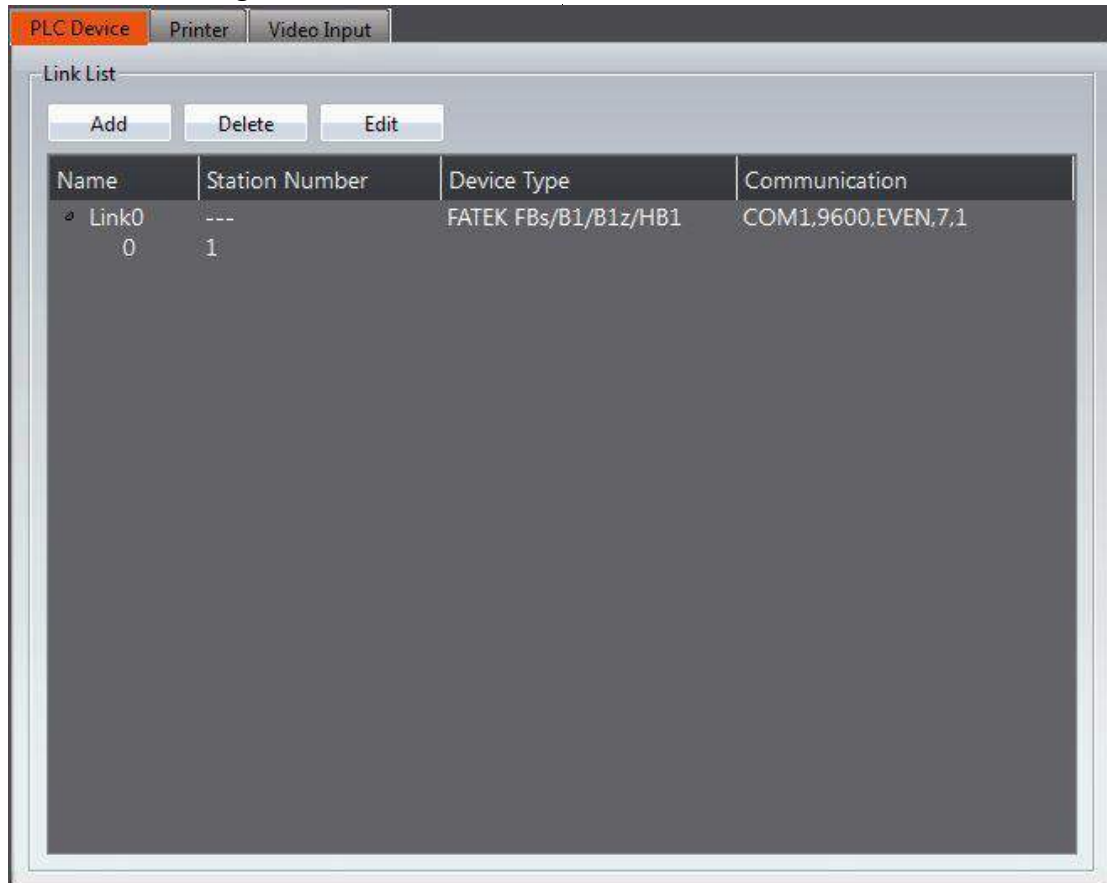 PLC Device Printer Video Input
Link List
Add Delete Edit
Name Station Number Device Type Communication
Link0 --- FATEK FBs/B1/B1z/HB1 COM1,9600,EVEN,7,1
0 1